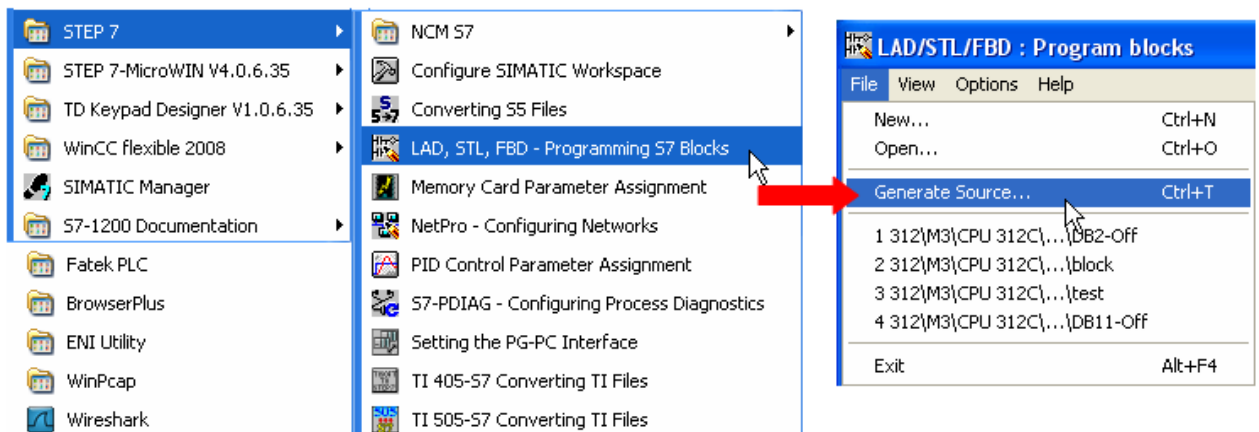 STEP 7
STEP 7-MicroWIN V4.0.6.35
TD Keypad Designer V1.0.6.35
WinCC flexible 2008
SIMATIC Manager
S7-1200 Documentation
Fatek PLC
BrowserPlus
ENI Utility
WinPcap
Wireshark
NCM S7
Configure SIMATIC Workspace
Converting S5 Files
LAD, STL, FBD - Programming S7 Blocks
Memory Card Parameter Assignment
NetPro - Configuring Networks
PID Control Parameter Assignment
S7-PDIAG - Configuring Process Diagnostics
Setting the PG-PC Interface
TI 405-S7 Converting TI Files
TI 505-S7 Converting TI Files
LAD/STL/FBD : Program blocks
File View Options Help
New... Ctrl+N
Open... Ctrl+O
Generate Source... Ctrl+T
1 312\M3\CPU 312C\...\DB2-Off
2 312\M3\CPU 312C\...\block
3 312\M3\CPU 312C\...\test
4 312\M3\CPU 312C\...\DB11-Off
Exit Alt+F4